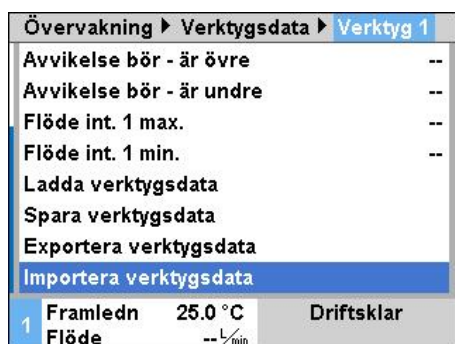 Övervakning ▶ Verktygsdata ▶ Verktyg 1
Avvikelse bör - är övre --
Avvikelse bör - är undre --
Flöde int. 1 max. --
Flöde int. 1 min. --
Ladda verktygsdata
Spara verktygsdata
Exportera verktygsdata
Importera verktygsdata
1 Framledn 25.0 °C Driftsklar
Flöde -- L/min